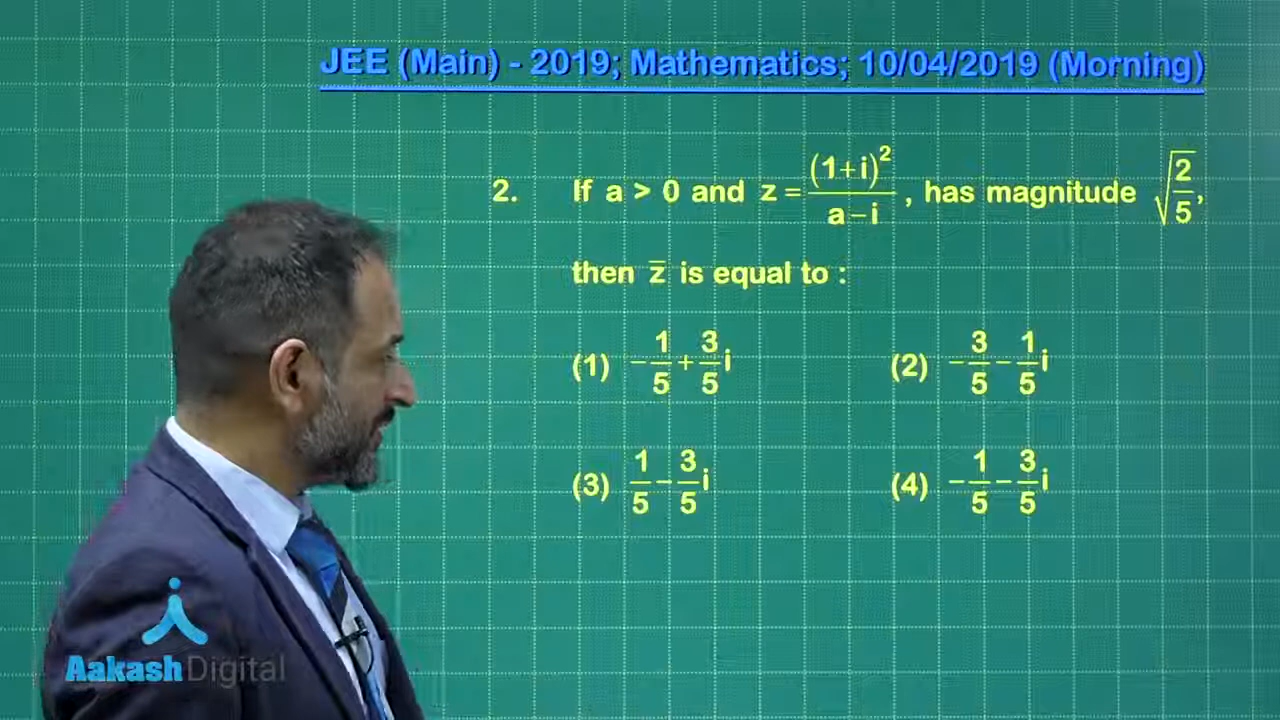 JEE (Main) - 2019; Mathematics; 10/04/2019 (Morning)
2. If a > 0 and z = (1+i)²/(a−i), has magnitude √(2/5),
then z̅ is equal to :
(1) −1/5 + 3/5 i (2) −3/5 − 1/5 i
(3) 1/5 − 3/5 i (4) −1/5 − 3/5 i
Aakash Digital